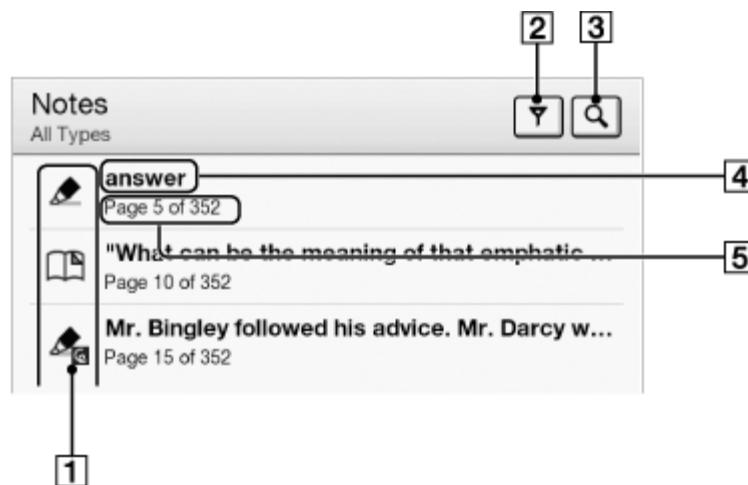 2 3
Notes
All Types
answer
4
Page 5 of 352
"What can be the meaning of that emphatic ...
5
Page 10 of 352
Mr. Bingley followed his advice. Mr. Darcy w...
Page 15 of 352
1